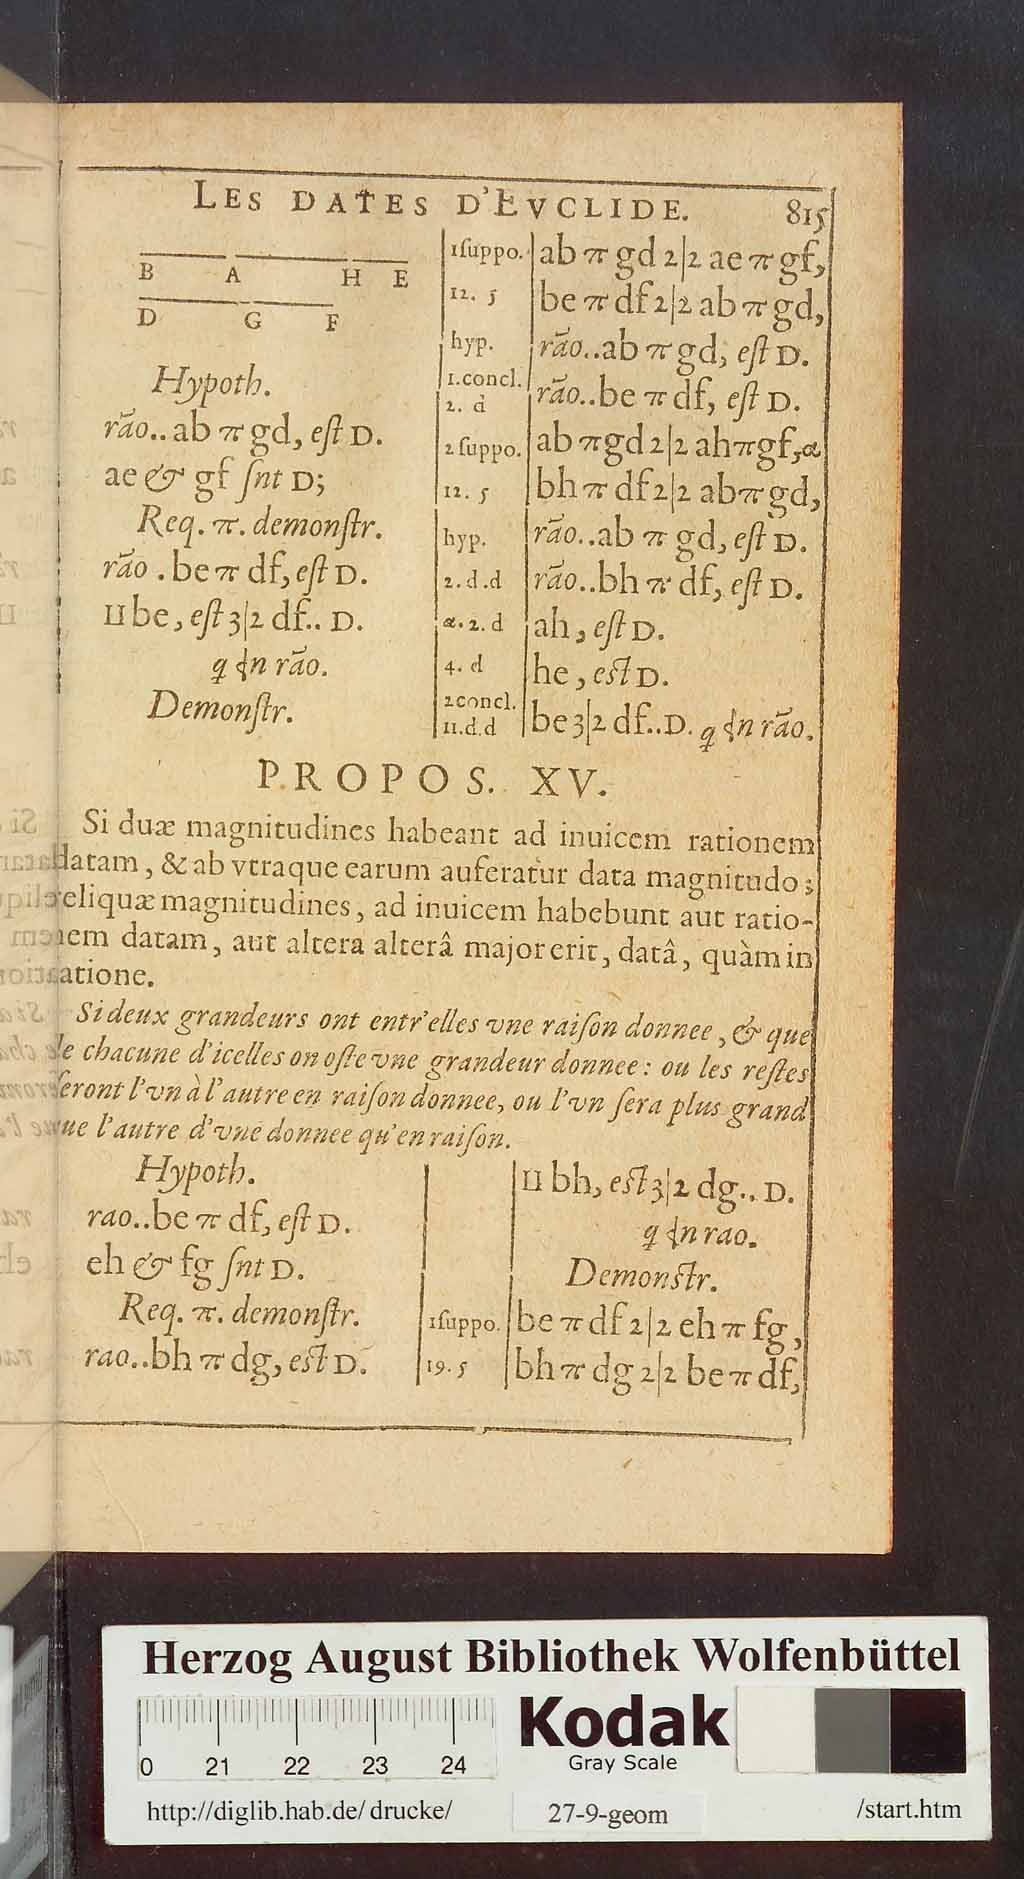 LES DATES D'EVCLIDE. 815
B A H E
D G F
Hypoth.
rão..ab π gd, eſt D.
ae & gf ſnt D;
Req. π. demonſtr.
rão .be π df, eſt D.
II be, eſt 3|2 df.. D.
rão.
Demonſtr.
1ſuppo. ab π gd 2|2 ae π gf,
12. 5 be π df 2|2 ab π gd,
hyp. rão..ab π gd, eſt D.
1.concl.
2. d rão..be π df, eſt D.
2ſuppo. ab π gd 2|2 ah π gf, α
12. 5 bh π df 2|2 ab π gd,
hyp. rão..ab π gd, eſt D.
2.d.d rão..bh π df, eſt D.
α.2.d ah, eſt D.
4. d he, eſt D.
2concl.
11.d.d be 3|2 df..D. rão.
PROPOS. XV.
Si duæ magnitudines habeant ad inuicem rationem
datam, & ab vtraque earum auferatur data magnitudo;
reliquæ magnitudines, ad inuicem habebunt aut ratio-
nem datam, aut altera alterâ major erit, datâ, quàm in
ratione.
Si deux grandeurs ont entr'elles vne raiſon donnee, & que
de chacune d'icelles on oſte vne grandeur donnee: ou les reſtes
ſeront l'vn à l'autre en raiſon donnee, ou l'vn ſera plus grand
que l'autre d'vne donnee qu'en raiſon.
Hypoth.
rao..be π df, eſt D.
eh & fg ſnt D.
Req. π. demonſtr.
rao..bh π dg, eſt D.
II bh, eſt 3|2 dg.. D.
rao.
Demonſtr.
1ſuppo. be π df 2|2 eh π fg,
19. 5 bh π dg 2|2 be π df,
Herzog August Bibliothek Wolfenbüttel
0 21 22 23 24
Kodak
Gray Scale
http://diglib.hab.de/drucke/ 27-9-geom /start.htm